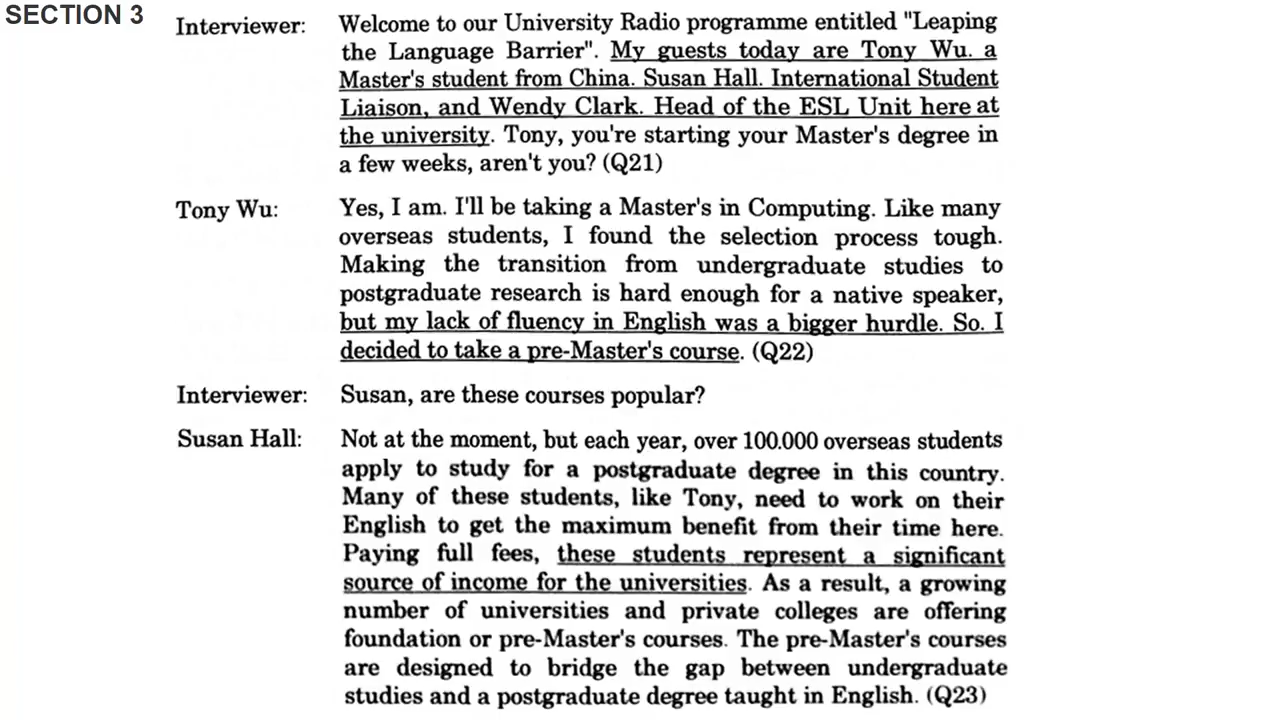 SECTION 3
Interviewer: Welcome to our University Radio programme entitled "Leaping
the Language Barrier". My guests today are Tony Wu. a
Master's student from China. Susan Hall. International Student
Liaison, and Wendy Clark. Head of the ESL Unit here at
the university. Tony, you're starting your Master's degree in
a few weeks, aren't you? (Q21)
Tony Wu: Yes, I am. I'll be taking a Master's in Computing. Like many
overseas students, I found the selection process tough.
Making the transition from undergraduate studies to
postgraduate research is hard enough for a native speaker,
but my lack of fluency in English was a bigger hurdle. So. I
decided to take a pre-Master's course. (Q22)
Interviewer: Susan, are these courses popular?
Susan Hall: Not at the moment, but each year, over 100.000 overseas students
apply to study for a postgraduate degree in this country.
Many of these students, like Tony, need to work on their
English to get the maximum benefit from their time here.
Paying full fees, these students represent a significant
source of income for the universities. As a result, a growing
number of universities and private colleges are offering
foundation or pre-Master's courses. The pre-Master's courses
are designed to bridge the gap between undergraduate
studies and a postgraduate degree taught in English. (Q23)